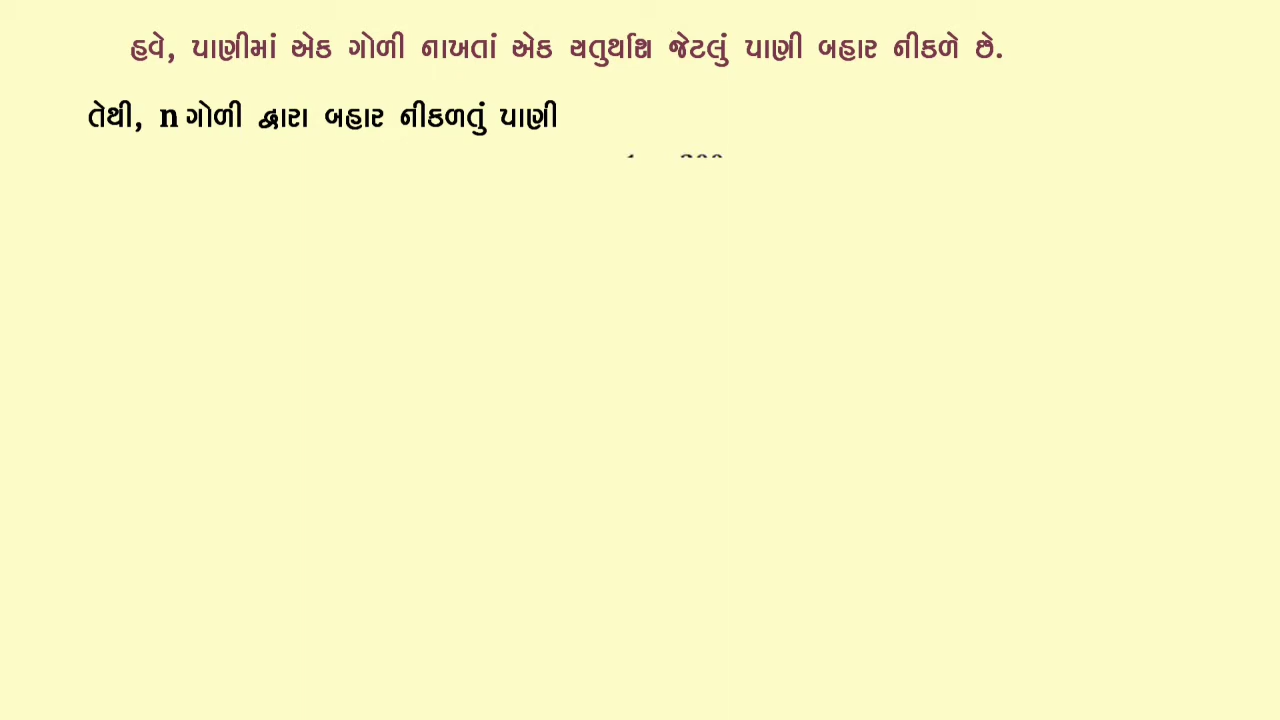 હવે, પાણીમાં એક ગોળી નાખતાં એક ચતુર્થાંશ જેટલું પાણી બહાર નીકળે છે.
તેથી, n ગોળી દ્વારા બહાર નીકળતું પાણી